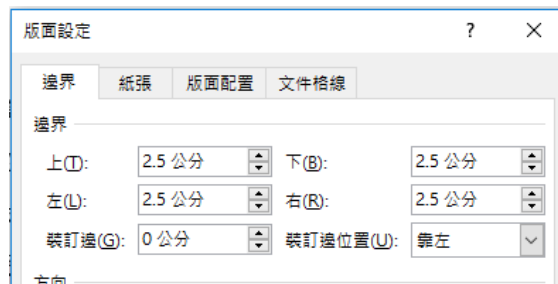 版面設定 ?
邊界 紙張 版面配置 文件格線
邊界
上(T): 2.5 公分 下(B): 2.5 公分
左(L): 2.5 公分 右(R): 2.5 公分
裝訂邊(G): 0 公分 裝訂邊位置(U): 靠左
方向